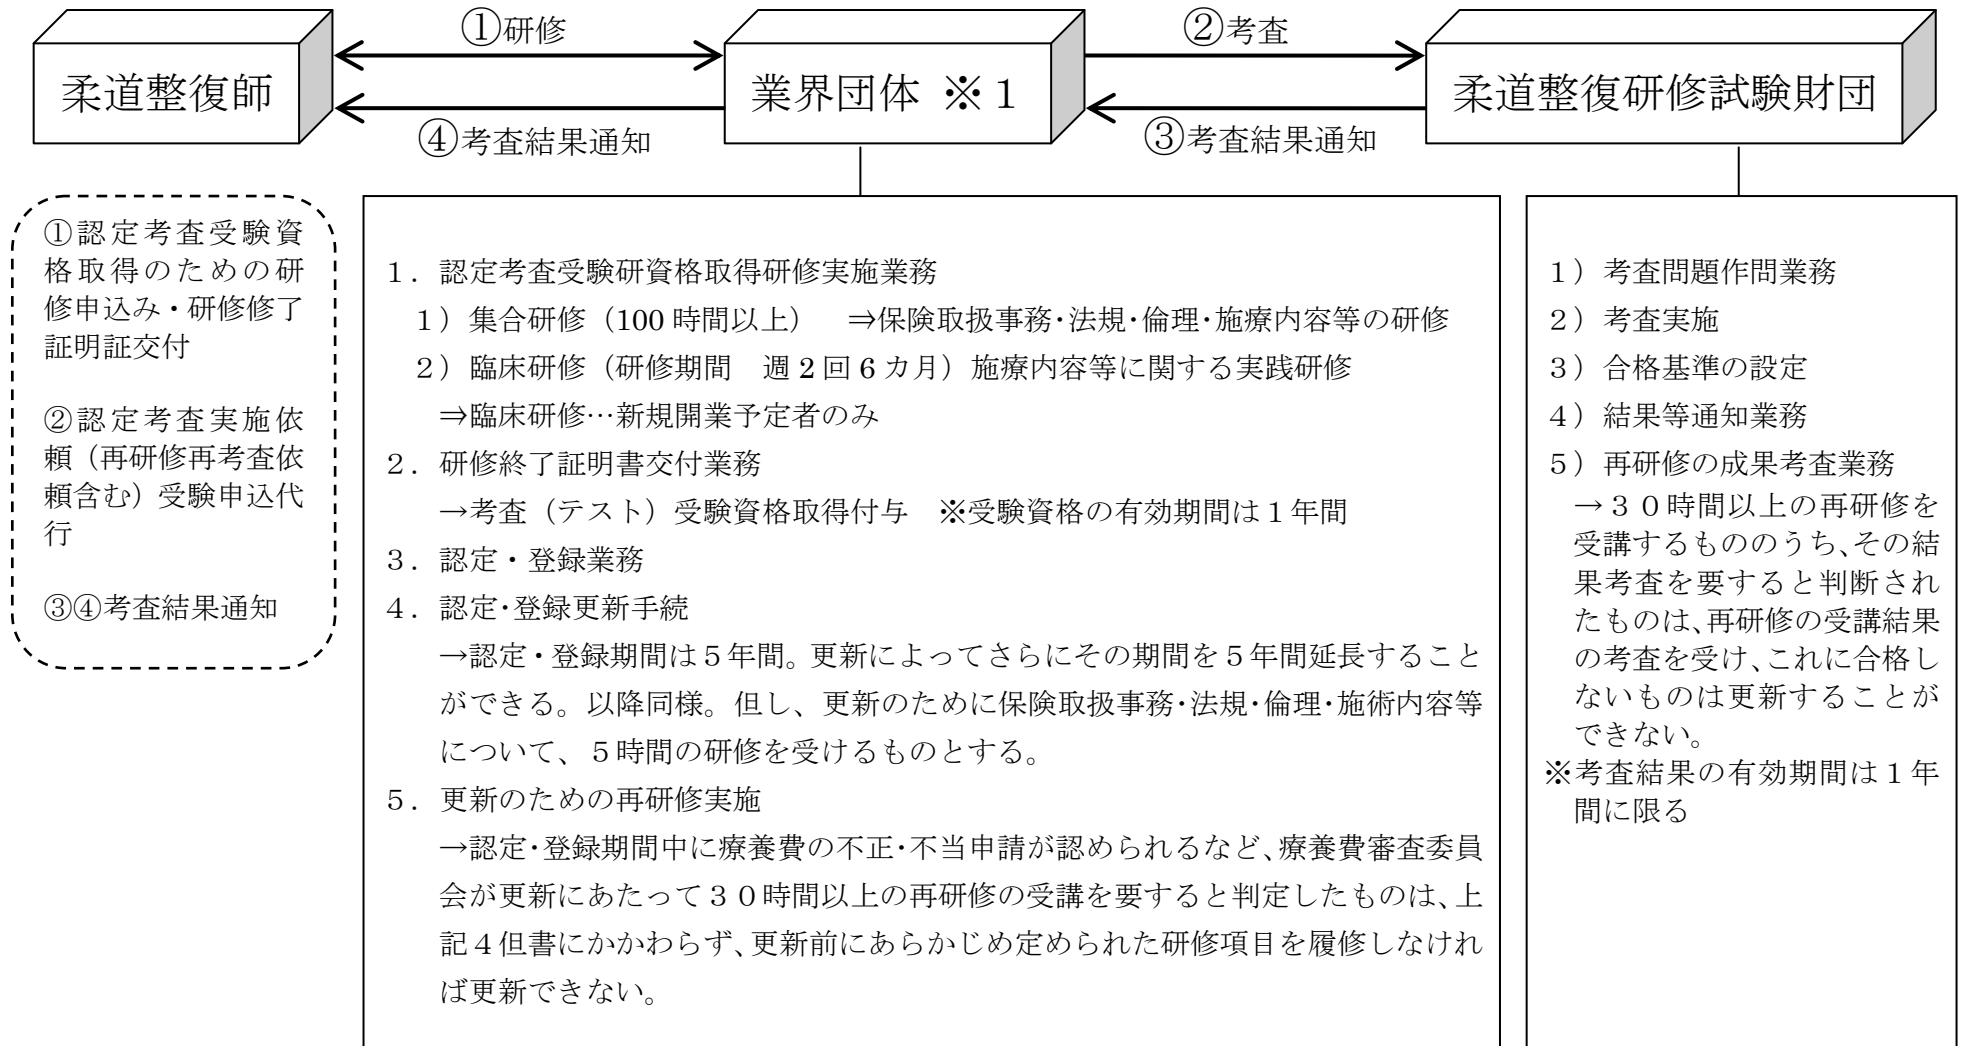 ①研修
②考査
柔道整復師
業界団体 ※１
柔道整復研修試験財団
④考査結果通知
③考査結果通知
①認定考査受験資
格取得のための研
修申込み・研修修了
証明証交付
②認定考査実施依
頼（再研修再考査依
頼含む）受験申込代
行
③④考査結果通知
１．認定考査受験研資格取得研修実施業務
１）集合研修（100 時間以上）　⇒保険取扱事務･法規･倫理･施療内容等の研修
２）臨床研修（研修期間　週 2 回 6 カ月）施療内容等に関する実践研修
⇒臨床研修…新規開業予定者のみ
２．研修終了証明書交付業務
→考査（テスト）受験資格取得付与　※受験資格の有効期間は１年間
３．認定・登録業務
４．認定･登録更新手続
→認定・登録期間は５年間。更新によってさらにその期間を５年間延長すること
ができる。以降同様。但し、更新のために保険取扱事務･法規･倫理･施術内容等
について、５時間の研修を受けるものとする。
５．更新のための再研修実施
→認定･登録期間中に療養費の不正･不当申請が認められるなど、療養費審査委員
会が更新にあたって３０時間以上の再研修の受講を要すると判定したものは、上
記４但書にかかわらず、更新前にあらかじめ定められた研修項目を履修しなけれ
ば更新できない。
１）考査問題作問業務
２）考査実施
３）合格基準の設定
４）結果等通知業務
５）再研修の成果考査業務
→３０時間以上の再研修を
受講するもののうち、その結
果考査を要すると判断され
たものは、再研修の受講結果
の考査を受け、これに合格し
ないものは更新することが
できない。
※考査結果の有効期間は１年
間に限る